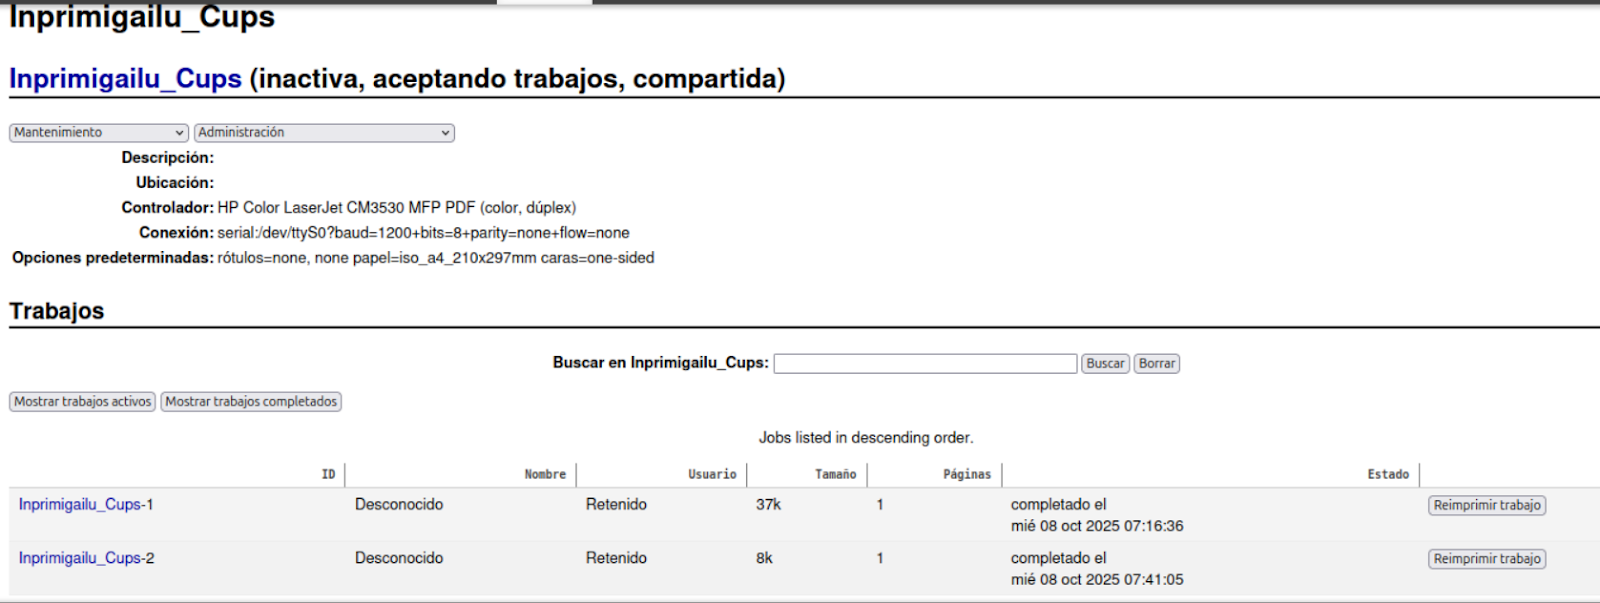 Inprimigailu_Cups
Inprimigailu_Cups (inactiva, aceptando trabajos, compartida)
Mantenimiento Administración
Descripción:
Ubicación:
Controlador: HP Color LaserJet CM3530 MFP PDF (color, dúplex)
Conexión: serial:/dev/ttyS0?baud=1200+bits=8+parity=none+flow=none
Opciones predeterminadas: rótulos=none, none papel=iso_a4_210x297mm caras=one-sided
Trabajos
Buscar en Inprimigailu_Cups: Buscar Borrar
Mostrar trabajos activos Mostrar trabajos completados
Jobs listed in descending order.
ID Nombre Usuario Tamaño Páginas Estado
Inprimigailu_Cups-1 Desconocido Retenido 37k 1 completado el Reimprimir trabajo
mié 08 oct 2025 07:16:36
Inprimigailu_Cups-2 Desconocido Retenido 8k 1 completado el Reimprimir trabajo
mié 08 oct 2025 07:41:05